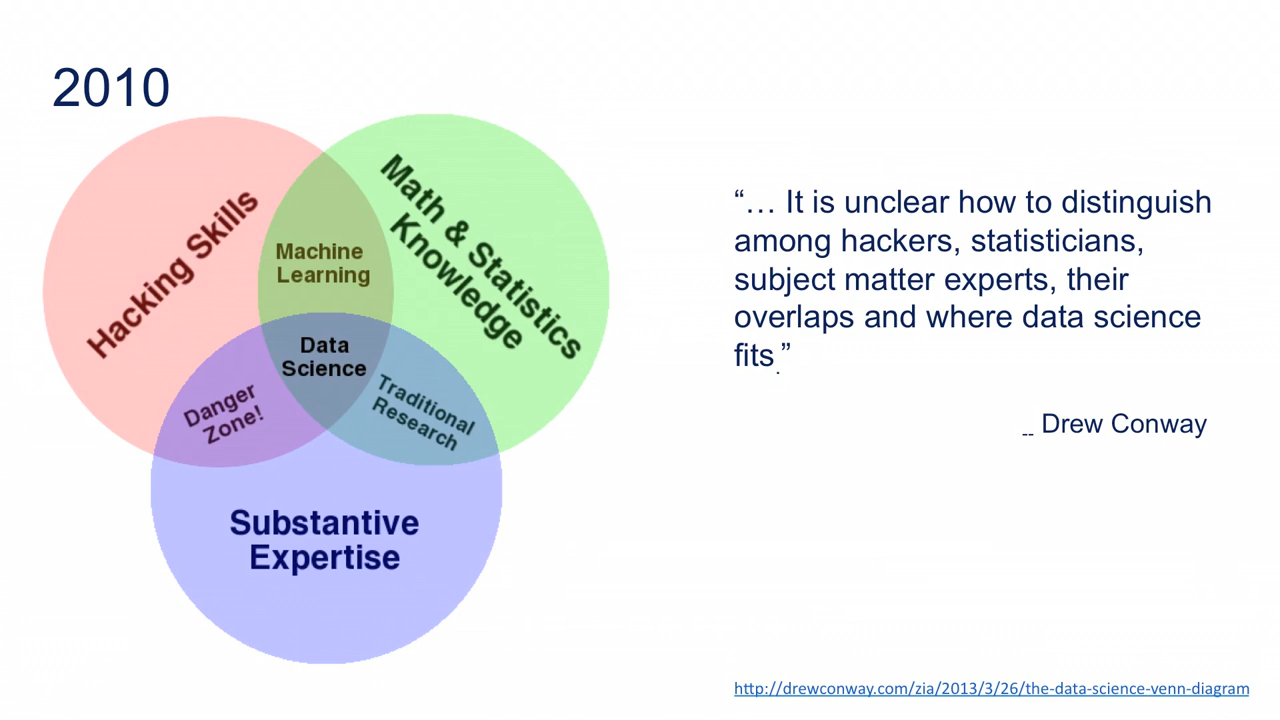 2010
Hacking Skills
Math & Statistics
Knowledge
Machine
Learning
Data
Science
Danger
Zone!
Traditional
Research
Substantive
Expertise
“… It is unclear how to distinguish
among hackers, statisticians,
subject matter experts, their
overlaps and where data science
fits.”
-- Drew Conway
http://drewconway.com/zia/2013/3/26/the-data-science-venn-diagram